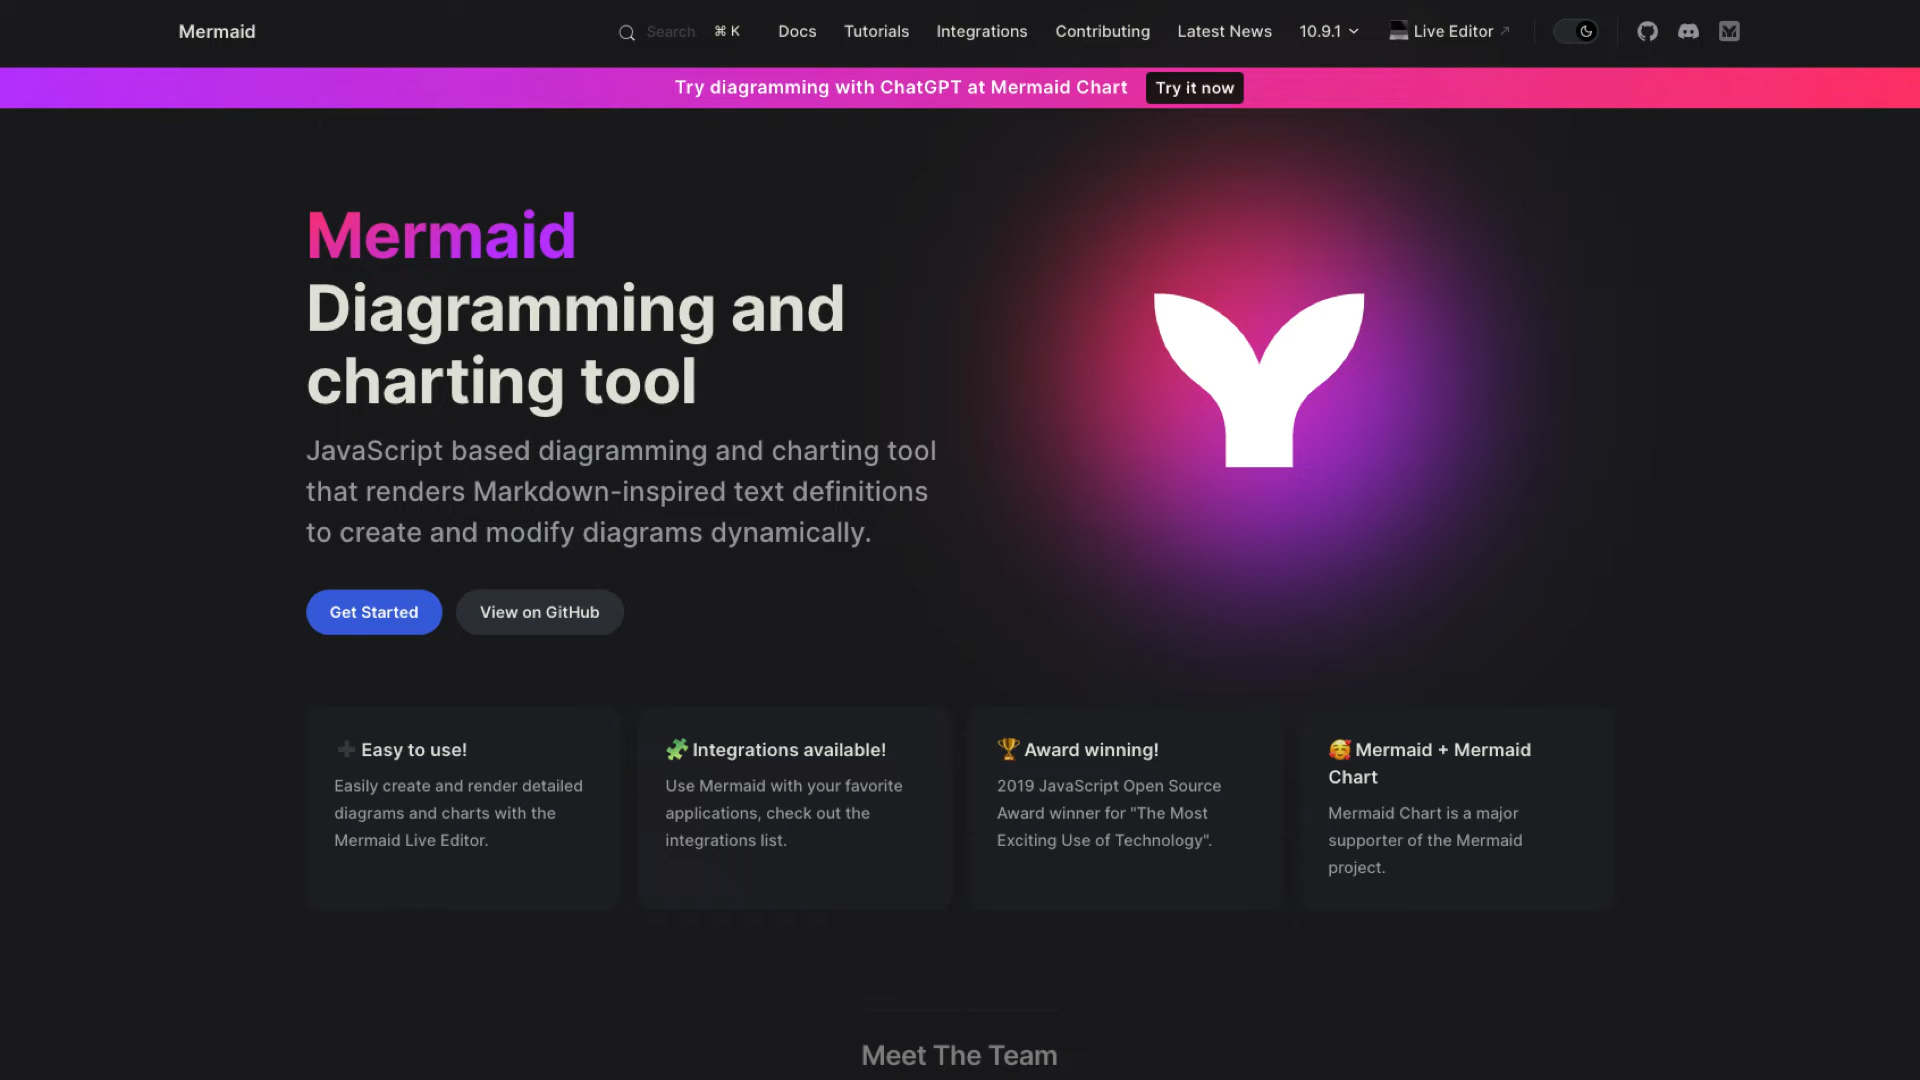 Mermaid
Search ⌘ K
Docs
Tutorials
Integrations
Contributing
Latest News
10.9.1
Live Editor
Try diagramming with ChatGPT at Mermaid Chart
Try it now
Mermaid
Diagramming and
charting tool
JavaScript based diagramming and charting tool
that renders Markdown-inspired text definitions
to create and modify diagrams dynamically.
Get Started
View on GitHub
Easy to use!
Easily create and render detailed
diagrams and charts with the
Mermaid Live Editor.
Integrations available!
Use Mermaid with your favorite
applications, check out the
integrations list.
Award winning!
2019 JavaScript Open Source
Award winner for "The Most
Exciting Use of Technology".
Mermaid + Mermaid
Chart
Mermaid Chart is a major
supporter of the Mermaid
project.
Meet The Team